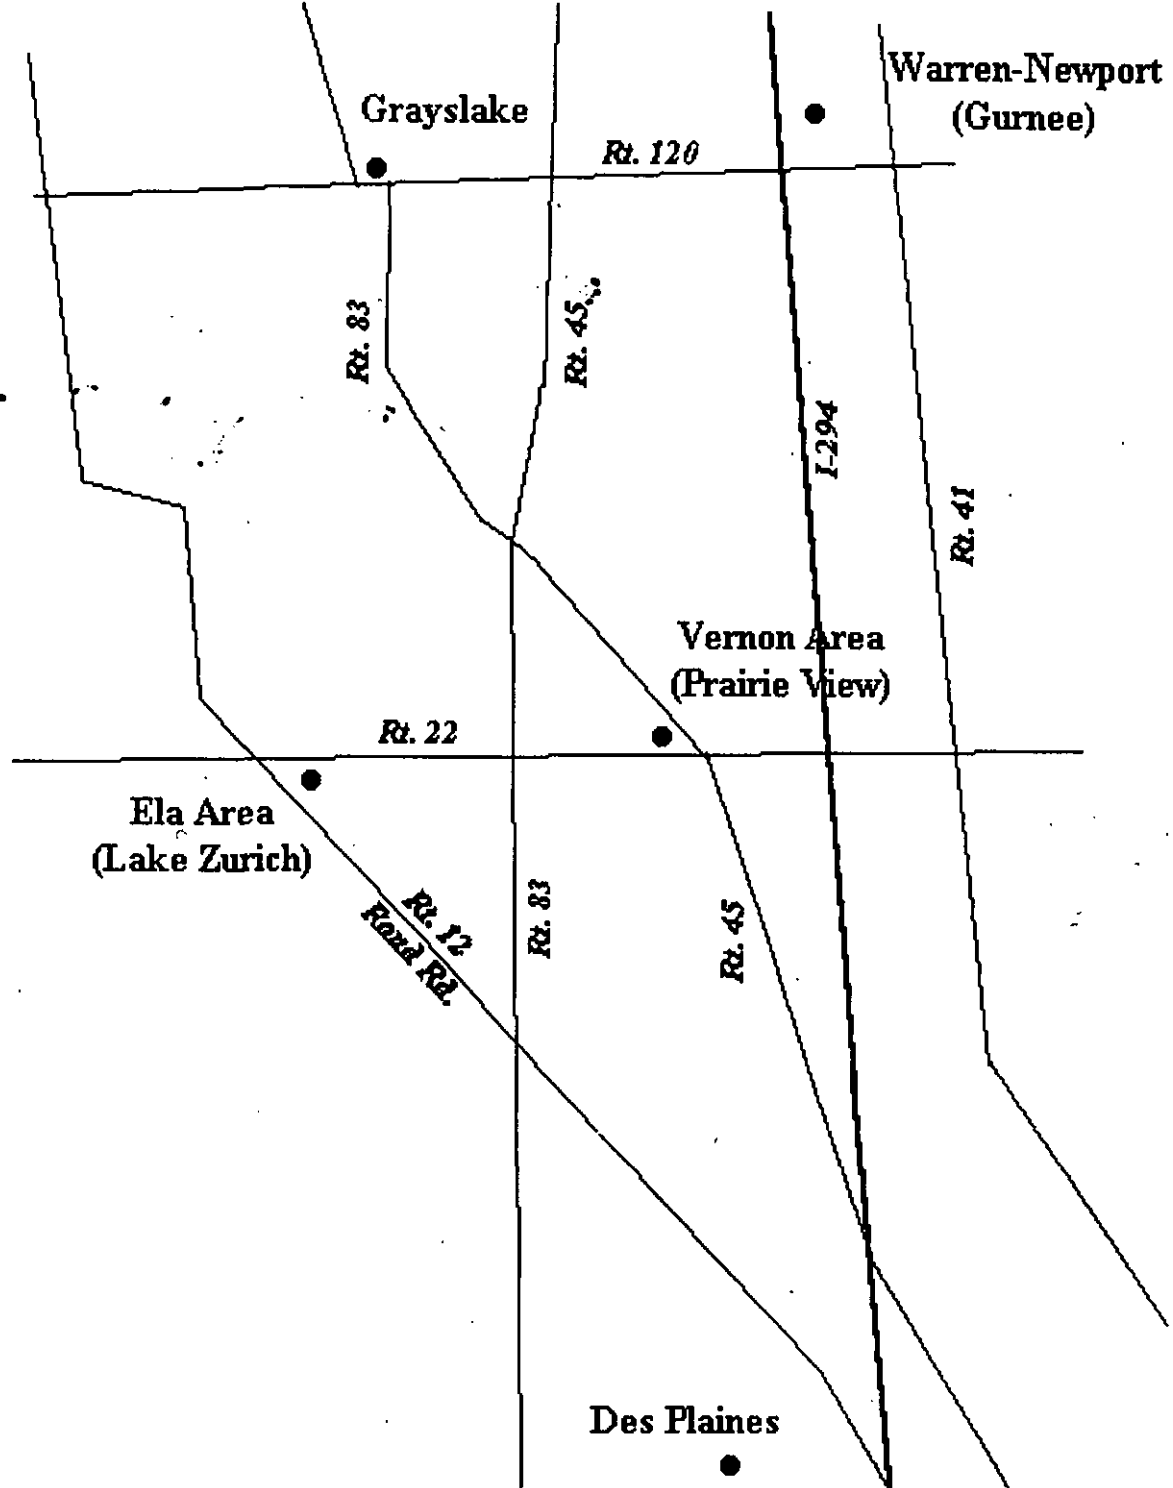 Warren-Newport
(Gurnee)
Grayslake
Rt. 120
Rt. 83
Rt. 45
I-294
Rt. 41
Vernon Area
(Prairie View)
Rt. 22
Ela Area
(Lake Zurich)
Rt. 12
Rand Rd.
Rt. 83
Rt. 45
Des Plaines